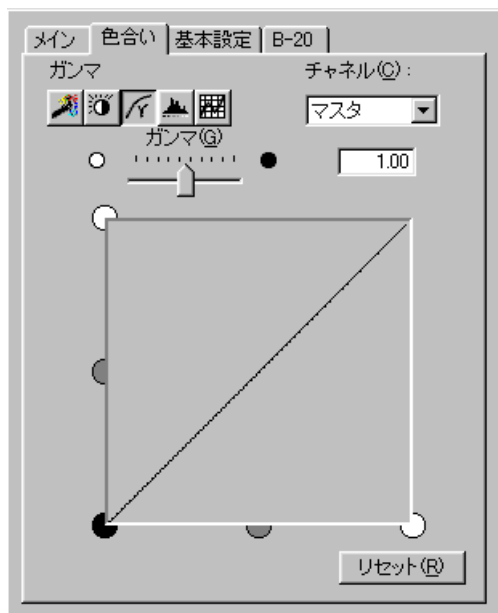 メイン 色合い 基本設定 B-20
ガンマ チャネル(C):
マスタ
ガンマ(G)
1.00
リセット(R)